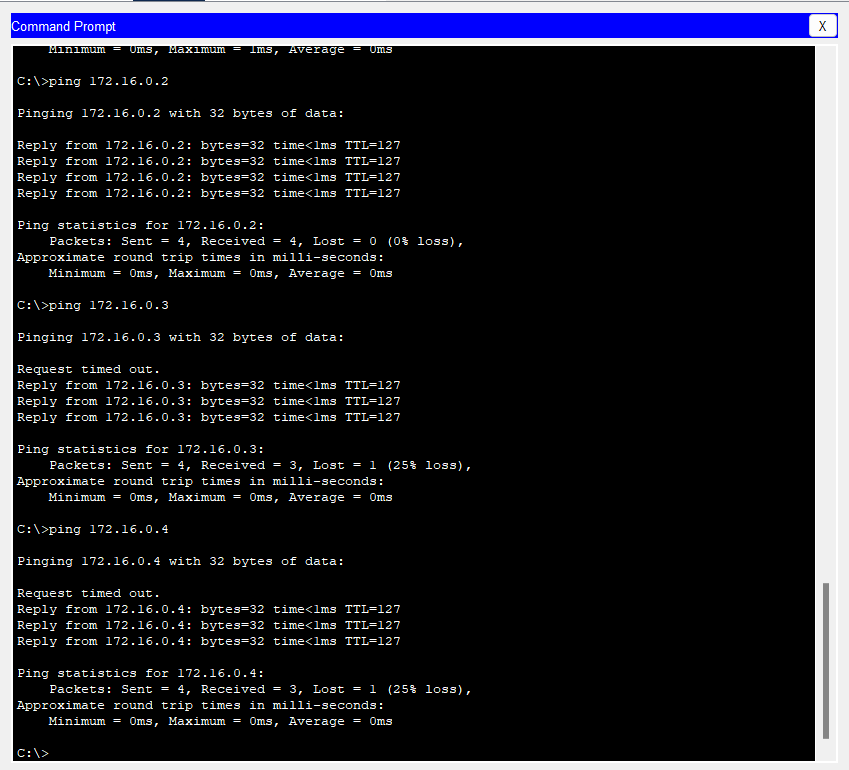 Command Prompt
X
Minimum = 0ms, Maximum = 1ms, Average = 0ms
C:\>ping 172.16.0.2
Pinging 172.16.0.2 with 32 bytes of data:
Reply from 172.16.0.2: bytes=32 time<1ms TTL=127
Reply from 172.16.0.2: bytes=32 time<1ms TTL=127
Reply from 172.16.0.2: bytes=32 time<1ms TTL=127
Reply from 172.16.0.2: bytes=32 time<1ms TTL=127
Ping statistics for 172.16.0.2:
Packets: Sent = 4, Received = 4, Lost = 0 (0% loss),
Approximate round trip times in milli-seconds:
Minimum = 0ms, Maximum = 0ms, Average = 0ms
C:\>ping 172.16.0.3
Pinging 172.16.0.3 with 32 bytes of data:
Request timed out.
Reply from 172.16.0.3: bytes=32 time<1ms TTL=127
Reply from 172.16.0.3: bytes=32 time<1ms TTL=127
Reply from 172.16.0.3: bytes=32 time<1ms TTL=127
Ping statistics for 172.16.0.3:
Packets: Sent = 4, Received = 3, Lost = 1 (25% loss),
Approximate round trip times in milli-seconds:
Minimum = 0ms, Maximum = 0ms, Average = 0ms
C:\>ping 172.16.0.4
Pinging 172.16.0.4 with 32 bytes of data:
Request timed out.
Reply from 172.16.0.4: bytes=32 time<1ms TTL=127
Reply from 172.16.0.4: bytes=32 time<1ms TTL=127
Reply from 172.16.0.4: bytes=32 time<1ms TTL=127
Ping statistics for 172.16.0.4:
Packets: Sent = 4, Received = 3, Lost = 1 (25% loss),
Approximate round trip times in milli-seconds:
Minimum = 0ms, Maximum = 0ms, Average = 0ms
C:\>